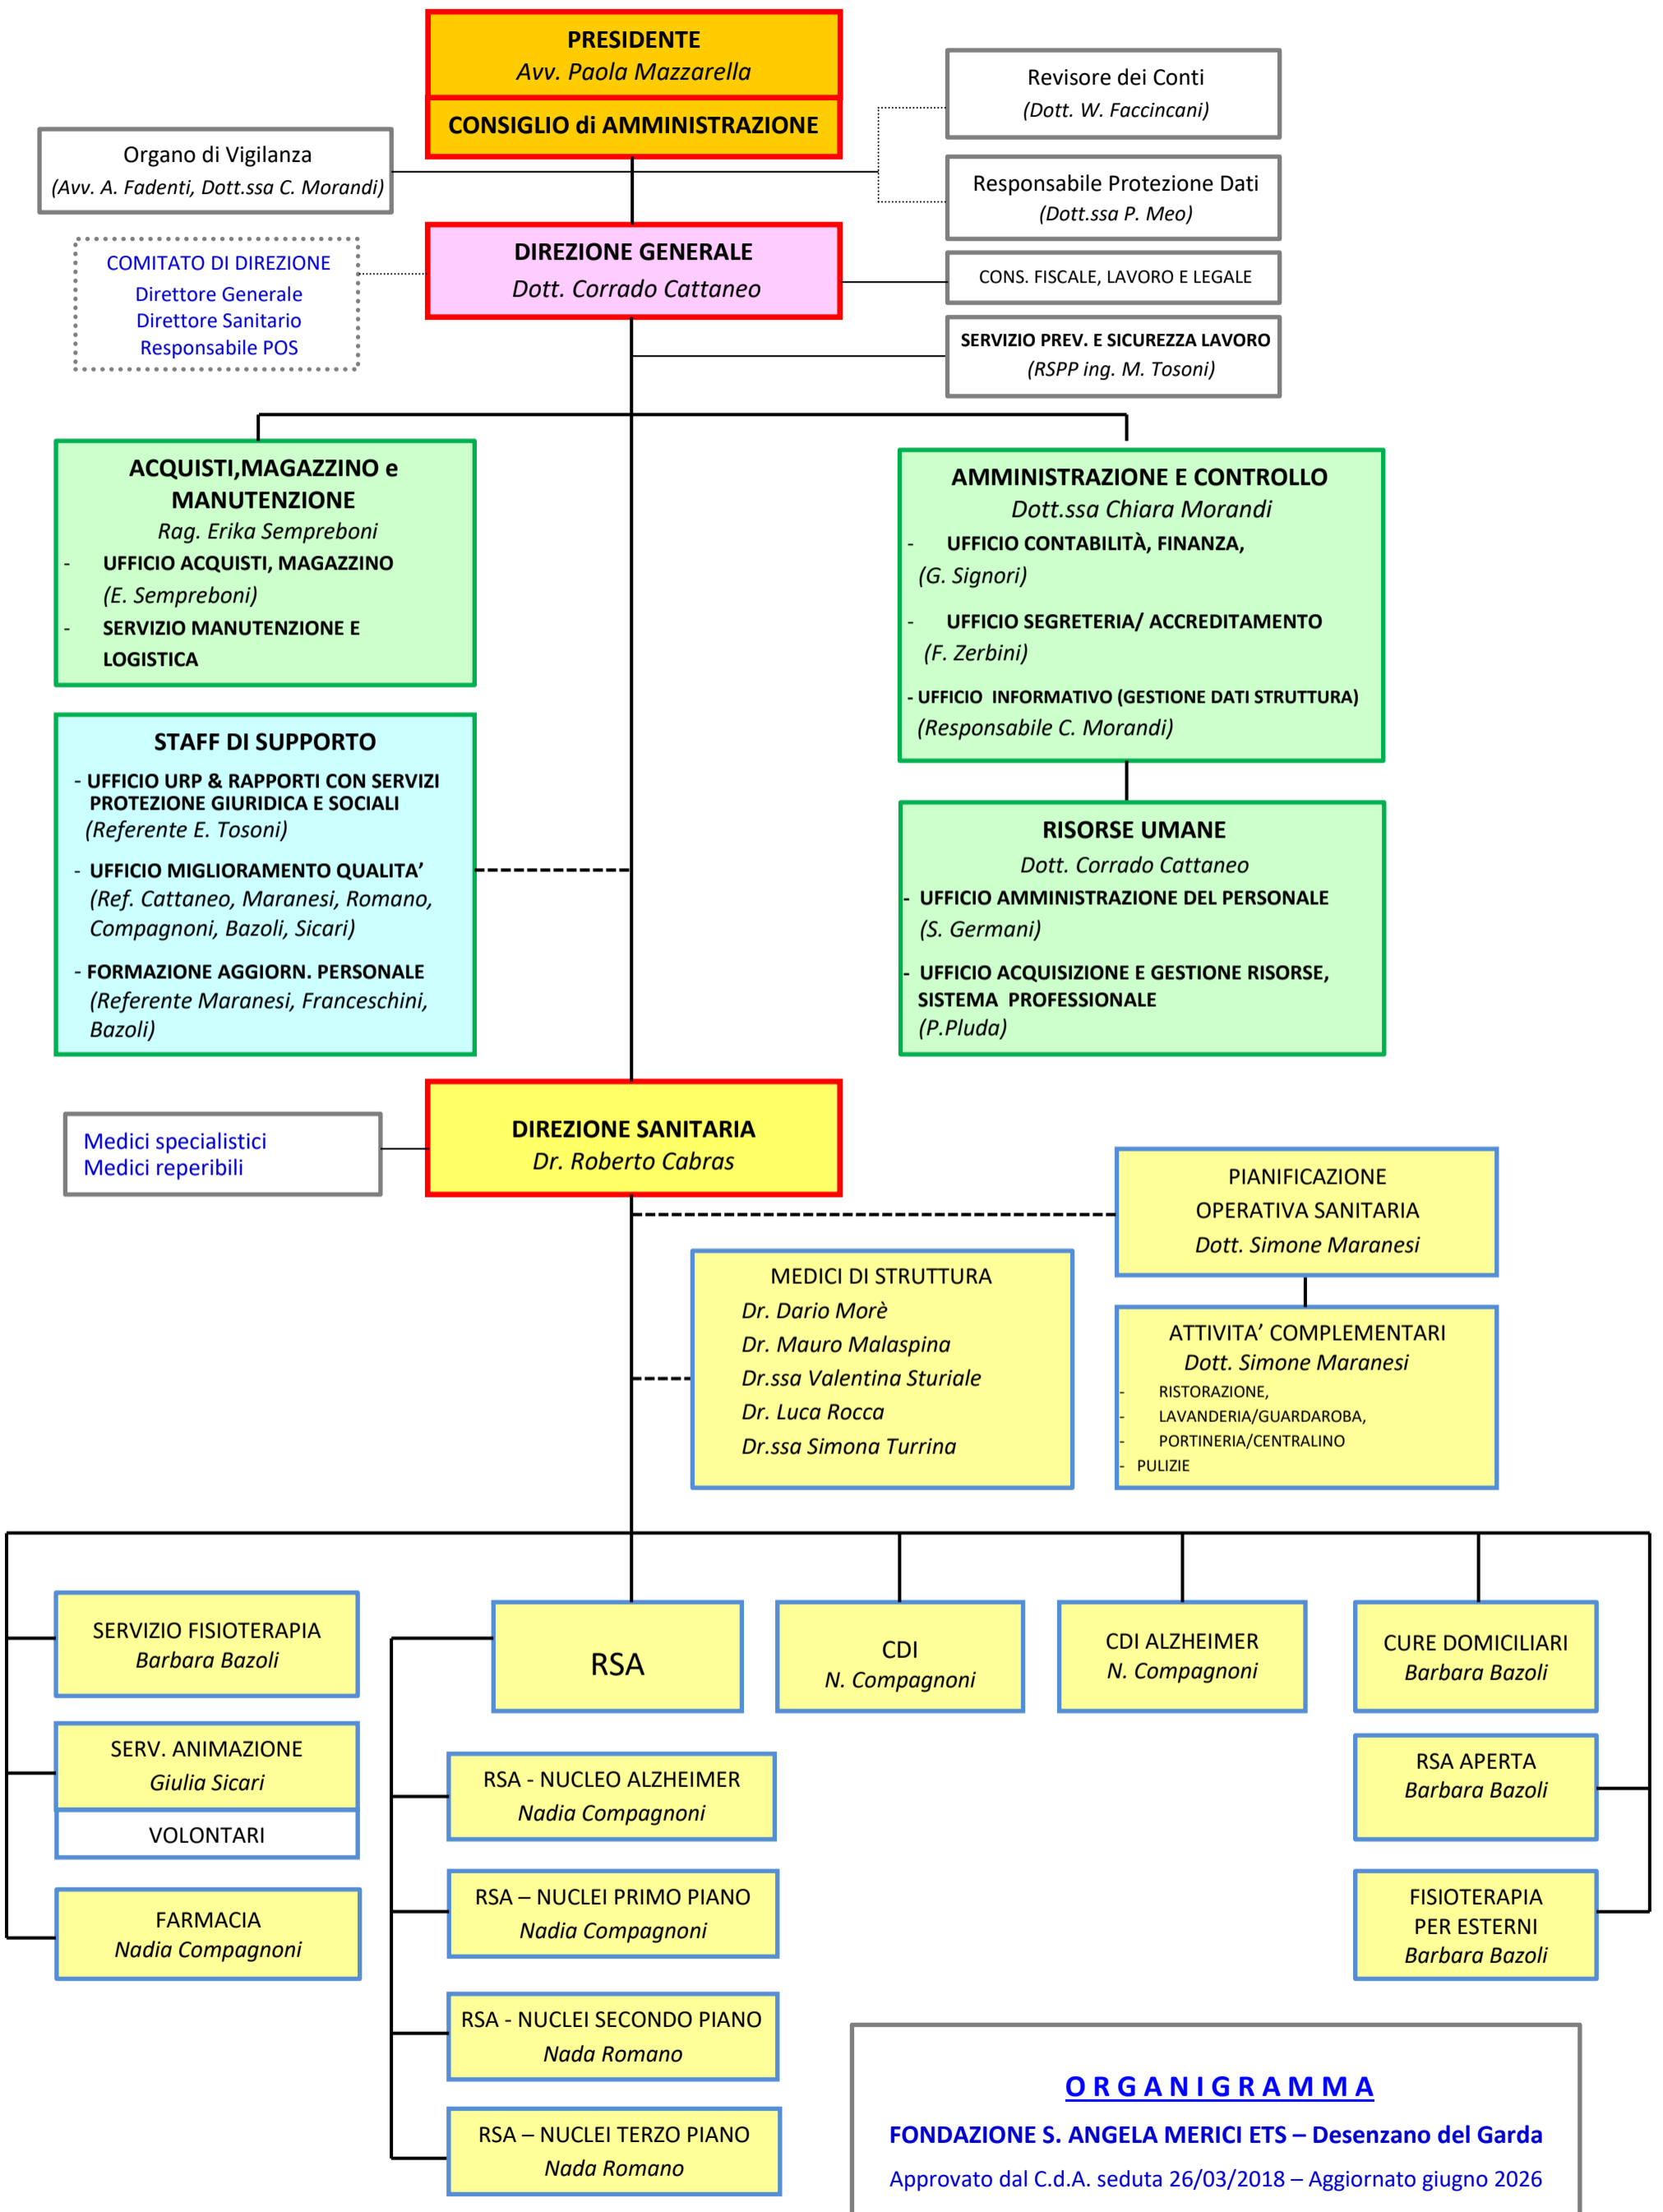 PRESIDENTE
Avv. Paola Mazzarella
CONSIGLIO di AMMINISTRAZIONE
Revisore dei Conti
(Dott. W. Faccincani)
Organo di Vigilanza
(Avv. A. Fadenti, Dott.ssa C. Morandi)
Responsabile Protezione Dati
(Dott.ssa P. Meo)
COMITATO DI DIREZIONE
Direttore Generale
Direttore Sanitario
Responsabile POS
DIREZIONE GENERALE
Dott. Corrado Cattaneo
CONS. FISCALE, LAVORO E LEGALE
SERVIZIO PREV. E SICUREZZA LAVORO
(RSPP ing. M. Tosoni)
ACQUISTI,MAGAZZINO e
MANUTENZIONE
Rag. Erika Sempreboni
- UFFICIO ACQUISTI, MAGAZZINO
(E. Sempreboni)
- SERVIZIO MANUTENZIONE E
LOGISTICA
AMMINISTRAZIONE E CONTROLLO
Dott.ssa Chiara Morandi
- UFFICIO CONTABILITÀ, FINANZA,
(G. Signori)
- UFFICIO SEGRETERIA/ ACCREDITAMENTO
(F. Zerbini)
- UFFICIO INFORMATIVO (GESTIONE DATI STRUTTURA)
(Responsabile C. Morandi)
STAFF DI SUPPORTO
- UFFICIO URP & RAPPORTI CON SERVIZI
PROTEZIONE GIURIDICA E SOCIALI
(Referente E. Tosoni)
- UFFICIO MIGLIORAMENTO QUALITA’
(Ref. Cattaneo, Maranesi, Romano,
Compagnoni, Bazoli, Sicari)
- FORMAZIONE AGGIORN. PERSONALE
(Referente Maranesi, Franceschini,
Bazoli)
RISORSE UMANE
Dott. Corrado Cattaneo
- UFFICIO AMMINISTRAZIONE DEL PERSONALE
(S. Germani)
- UFFICIO ACQUISIZIONE E GESTIONE RISORSE,
SISTEMA PROFESSIONALE
(P.Pluda)
Medici specialistici
Medici reperibili
DIREZIONE SANITARIA
Dr. Roberto Cabras
PIANIFICAZIONE
OPERATIVA SANITARIA
Dott. Simone Maranesi
MEDICI DI STRUTTURA
Dr. Dario Morè
Dr. Mauro Malaspina
Dr.ssa Valentina Sturiale
Dr. Luca Rocca
Dr.ssa Simona Turrina
ATTIVITA’ COMPLEMENTARI
Dott. Simone Maranesi
- RISTORAZIONE,
- LAVANDERIA/GUARDAROBA,
- PORTINERIA/CENTRALINO
- PULIZIE
SERVIZIO FISIOTERAPIA
Barbara Bazoli
SERV. ANIMAZIONE
Giulia Sicari
VOLONTARI
FARMACIA
Nadia Compagnoni
RSA
RSA - NUCLEO ALZHEIMER
Nadia Compagnoni
RSA – NUCLEI PRIMO PIANO
Nadia Compagnoni
RSA - NUCLEI SECONDO PIANO
Nada Romano
RSA – NUCLEI TERZO PIANO
Nada Romano
CDI
N. Compagnoni
CDI ALZHEIMER
N. Compagnoni
CURE DOMICILIARI
Barbara Bazoli
RSA APERTA
Barbara Bazoli
FISIOTERAPIA
PER ESTERNI
Barbara Bazoli
O R G A N I G R A M M A
FONDAZIONE S. ANGELA MERICI ETS – Desenzano del Garda
Approvato dal C.d.A. seduta 26/03/2018 – Aggiornato giugno 2026